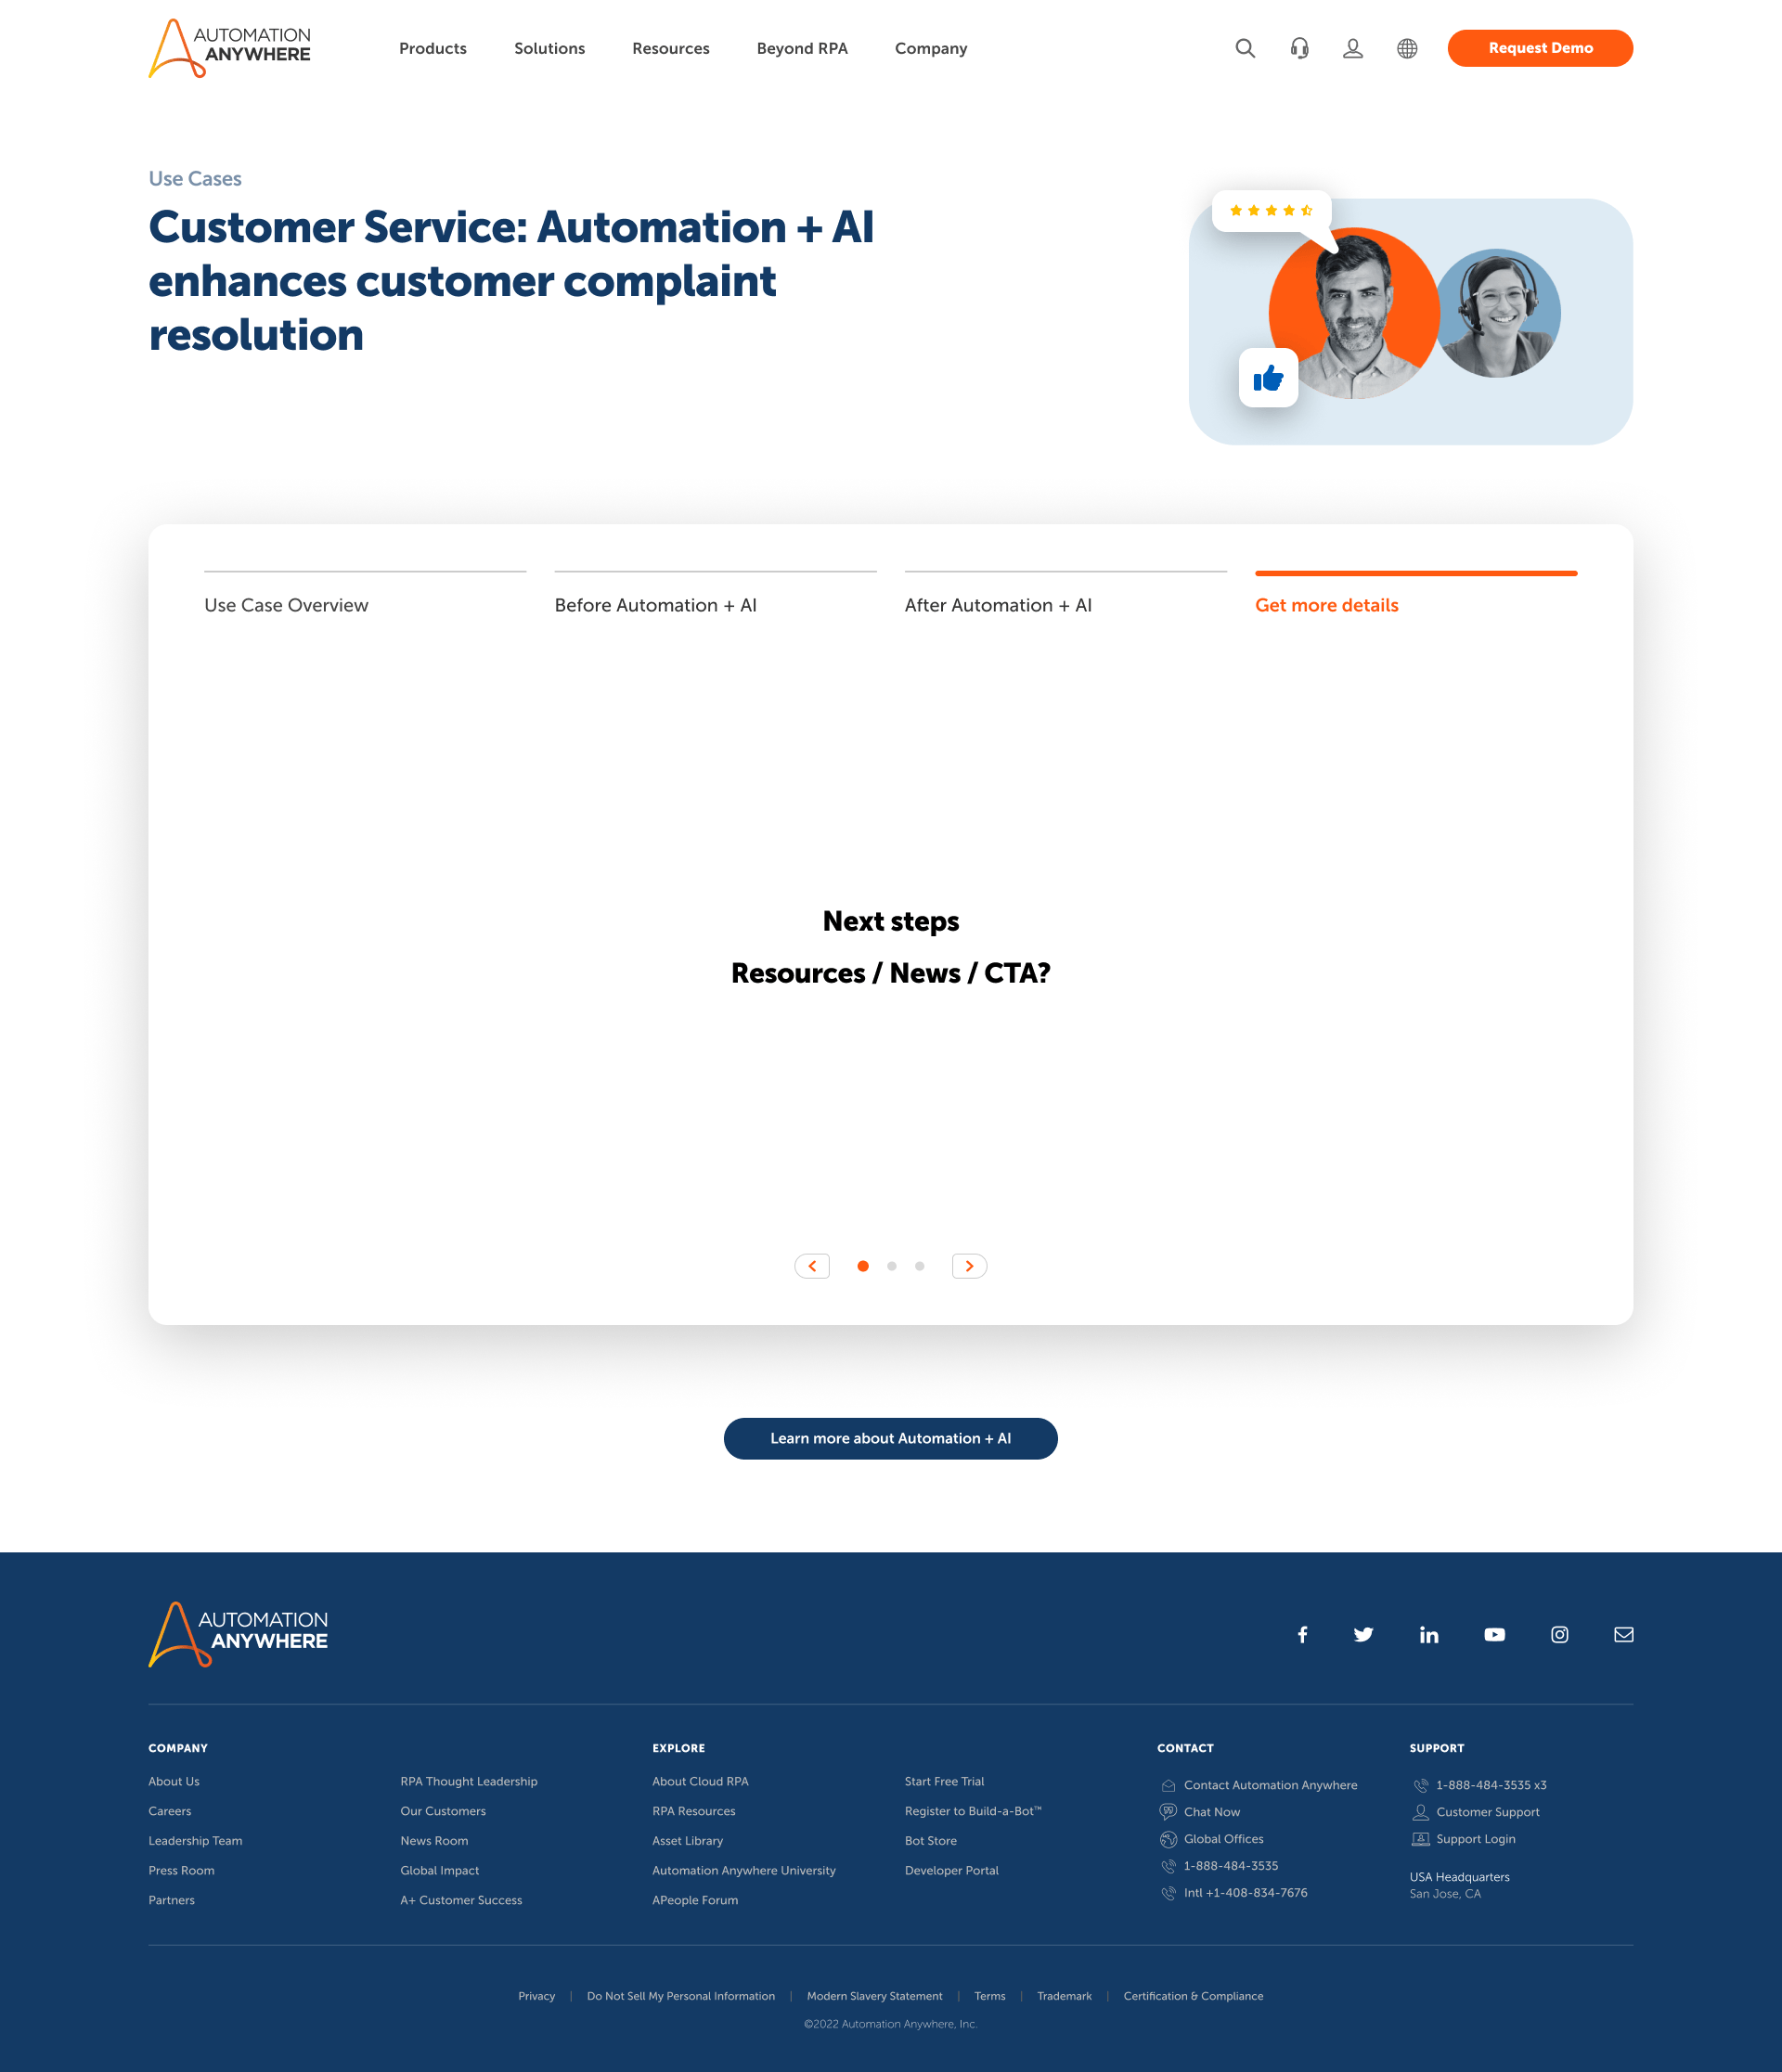 AUTOMATION
ANYWHERE
Products Solutions Resources Beyond RPA Company
Request Demo
Use Cases
Customer Service: Automation + AI
enhances customer complaint
resolution
Use Case Overview
Before Automation + AI
After Automation + AI
Get more details
Next steps
Resources / News / CTA?
Learn more about Automation + AI
AUTOMATION
ANYWHERE
COMPANY
About Us
Careers
Leadership Team
Press Room
Partners
RPA Thought Leadership
Our Customers
News Room
Global Impact
A+ Customer Success
EXPLORE
About Cloud RPA
RPA Resources
Asset Library
Automation Anywhere University
APeople Forum
Start Free Trial
Register to Build-a-Bot™
Bot Store
Developer Portal
CONTACT
Contact Automation Anywhere
Chat Now
Global Offices
1-888-484-3535
Intl +1-408-834-7676
SUPPORT
1-888-484-3535 x3
Customer Support
Support Login
USA Headquarters
San Jose, CA
Privacy | Do Not Sell My Personal Information | Modern Slavery Statement | Terms | Trademark | Certification & Compliance
©2022 Automation Anywhere, Inc.